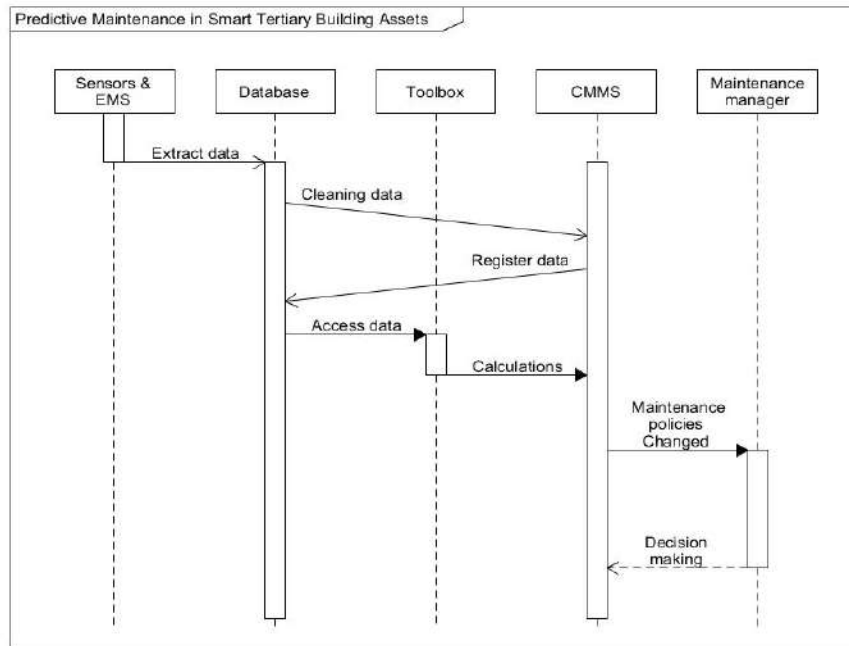 Predictive Maintenance in Smart Tertiary Building Assets
Sensors &
EMS
Database
Toolbox
CMMS
Maintenance
manager
Extract data
Cleaning data
Register data
Access data
Calculations
Maintenance
policies
Changed
Decision
making